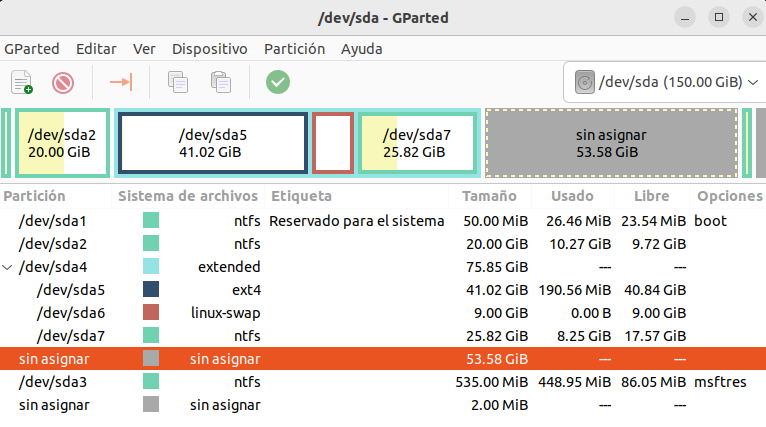 /dev/sda - GParted
GParted Editar Ver Dispositivo Partición Ayuda
/dev/sda (150.00 GiB)
/dev/sda2 /dev/sda5 /dev/sda7 sin asignar
20.00 GiB 41.02 GiB 25.82 GiB 53.58 GiB
Partición Sistema de archivos Etiqueta Tamaño Usado Libre Opciones
/dev/sda1 ntfs Reservado para el sistema 50.00 MiB 26.46 MiB 23.54 MiB boot
/dev/sda2 ntfs 20.00 GiB 10.27 GiB 9.72 GiB
/dev/sda4 extended 75.85 GiB --- ---
/dev/sda5 ext4 41.02 GiB 190.56 MiB 40.84 GiB
/dev/sda6 linux-swap 9.00 GiB 0.00 B 9.00 GiB
/dev/sda7 ntfs 25.82 GiB 8.25 GiB 17.57 GiB
sin asignar sin asignar 53.58 GiB --- ---
/dev/sda3 ntfs 535.00 MiB 448.95 MiB 86.05 MiB msftres
sin asignar sin asignar 2.00 MiB --- ---